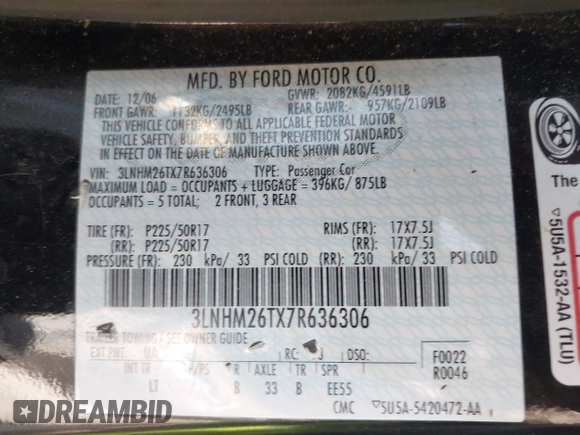 MFD. BY FORD MOTOR CO.
DATE: 12/06 GVWR: 2082KG/4591LB
FRONT GAWR: 1132KG/2495LB REAR GAWR: 957KG/2109LB
THIS VEHICLE CONFORMS TO ALL APPLICABLE FEDERAL MOTOR
VEHICLE SAFETY, BUMPER, AND THEFT PREVENTION STANDARDS
IN EFFECT ON THE DATE OF MANUFACTURE SHOWN ABOVE.
VIN: 3LNHM26TX7R636306 TYPE: Passenger Car
MAXIMUM LOAD = OCCUPANTS + LUGGAGE = 396KG/ 875LB
OCCUPANTS = 5 TOTAL; 2 FRONT, 3 REAR
TIRE (FR): P225/50R17 RIMS (FR): 17X7.5J
(RR): P225/50R17 (RR): 17X7.5J
PRESSURE (FR): 230 kPa/ 33 PSI COLD (RR): 230 kPa/ 33 PSI COLD
3LNHM26TX7R636306
TRAILER TOWING - SEE OWNER GUIDE
EXT PNT: UA RC: DSO: F0022
INT TR TP/PS R AXLE TR SPR R0046
LT B 33 B EE55
CMC 5U5A-5420472-AA
The
5U5A-1532-AA (TLU)
DREAMBID